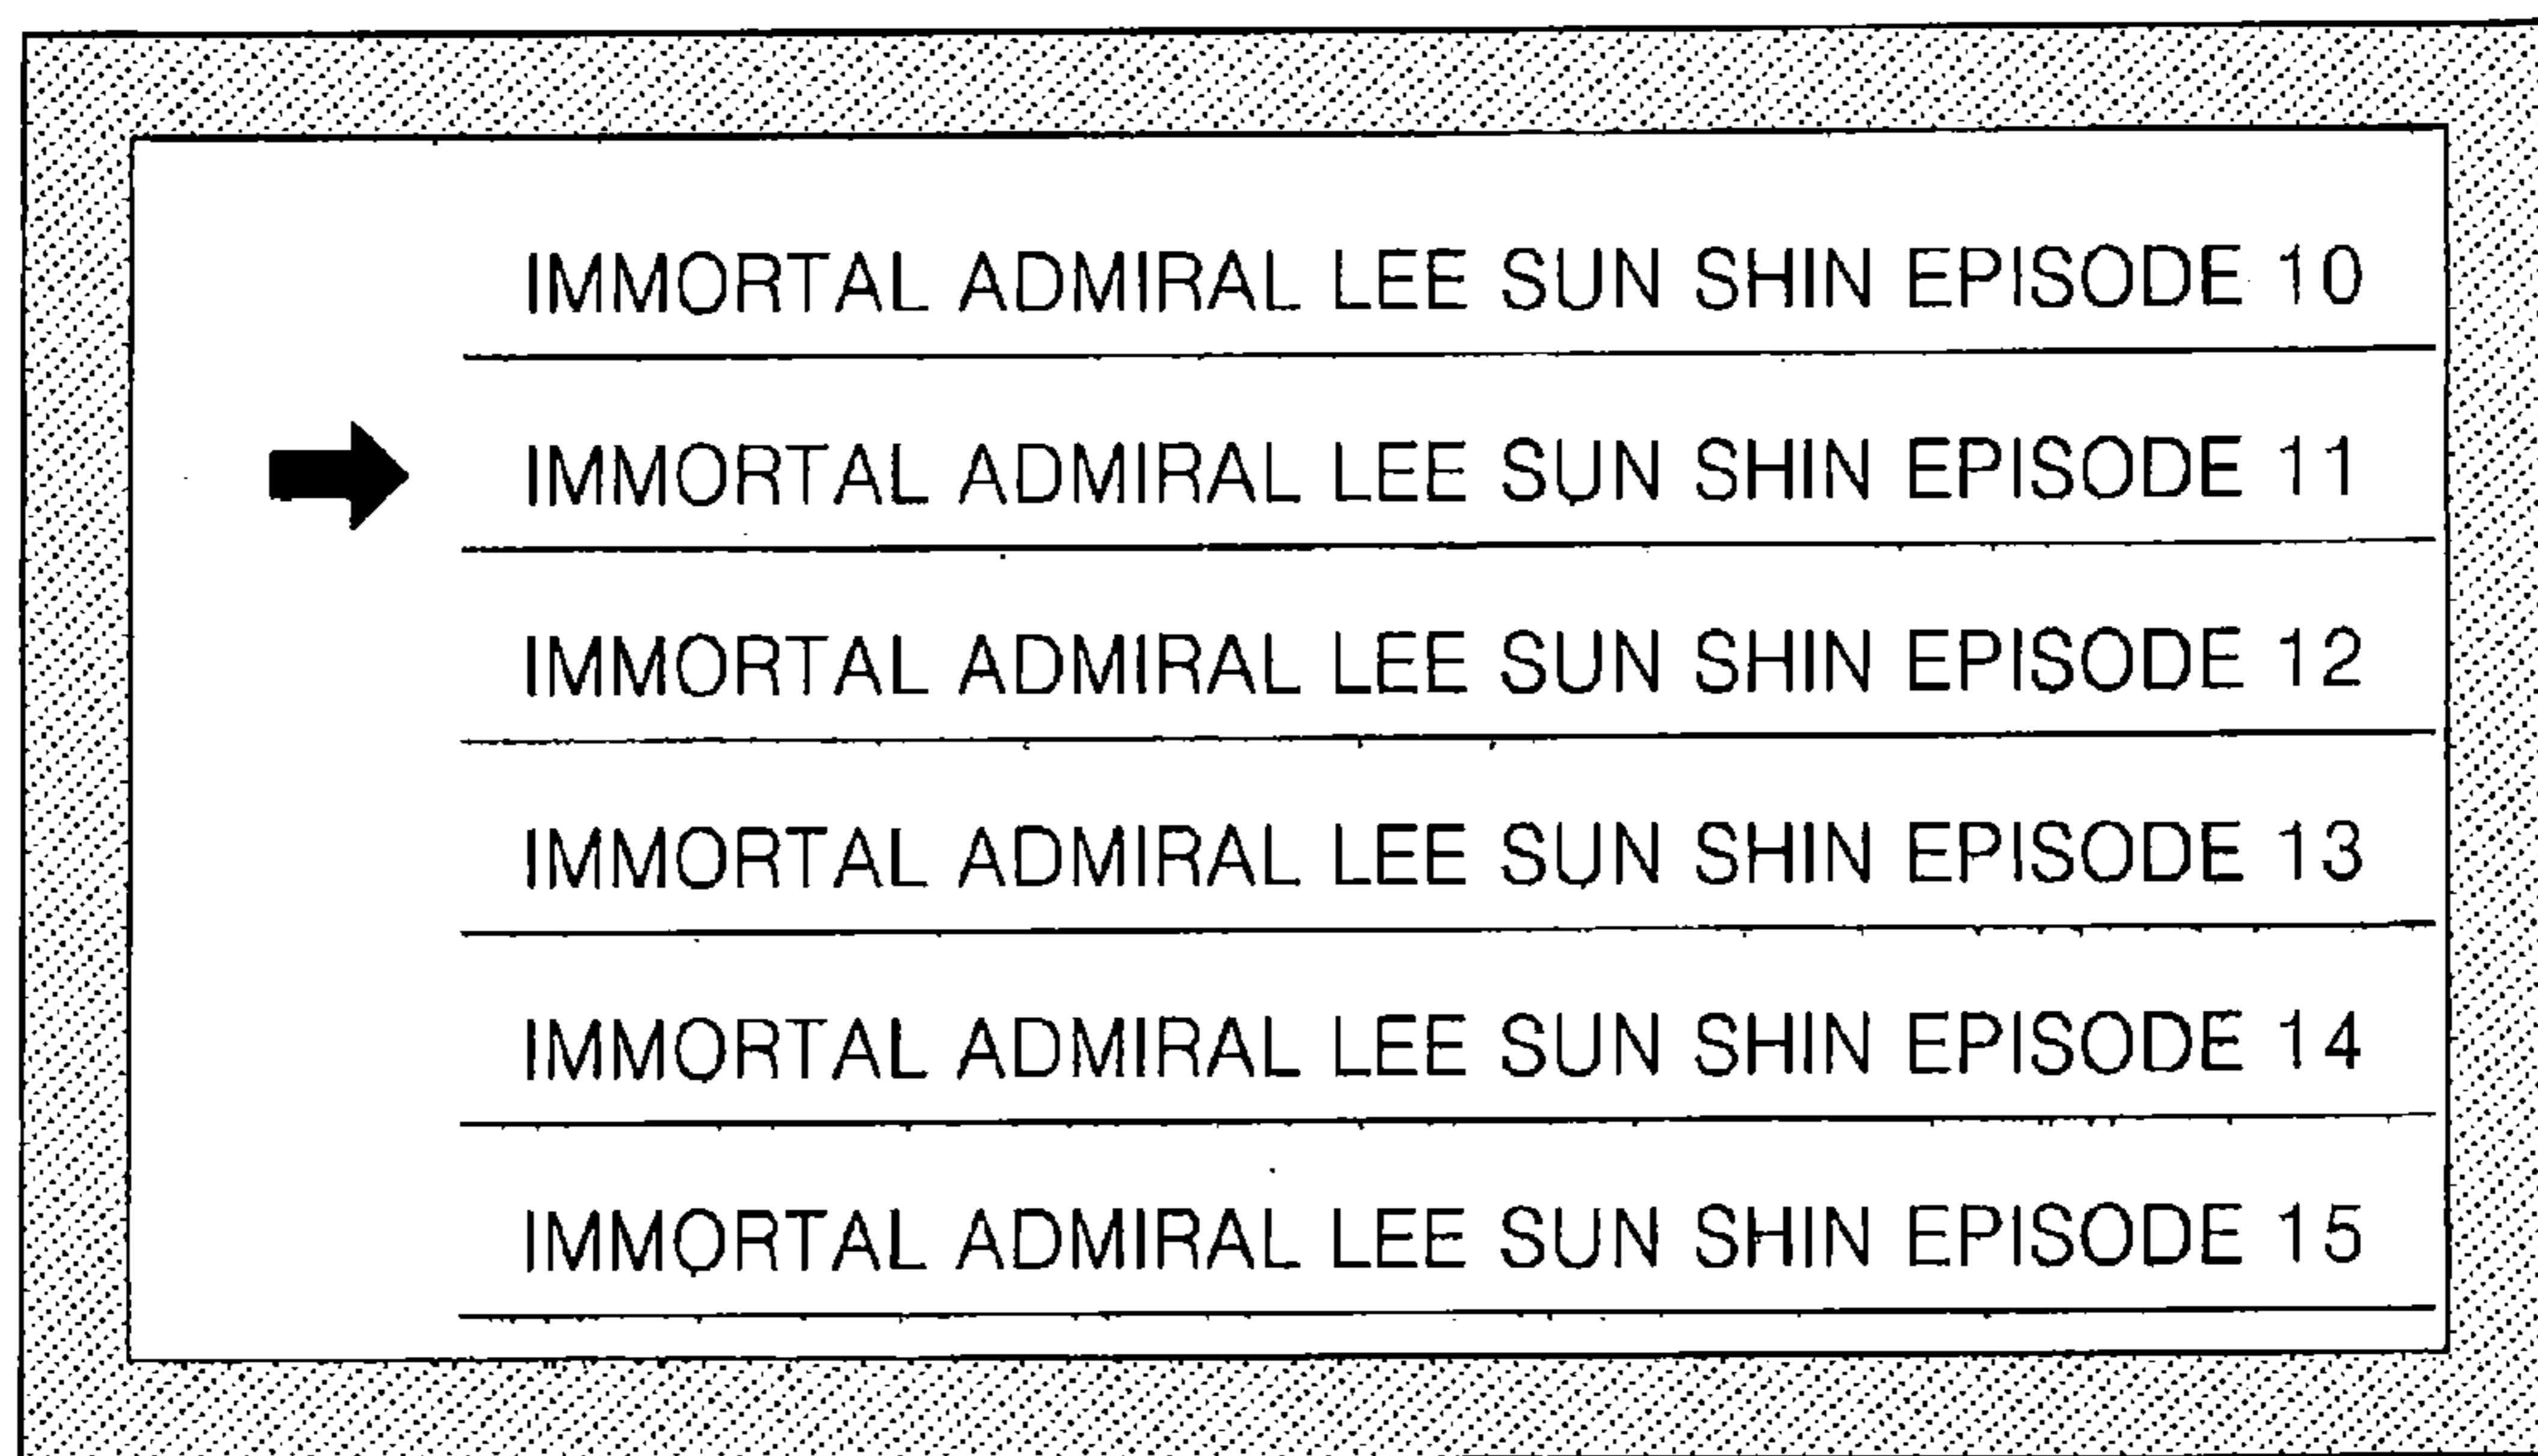 IMMORTAL ADMIRAL LEE SUN SHIN EPISODE 10
IMMORTAL ADMIRAL LEE SUN SHIN EPISODE 11
IMMORTAL ADMIRAL LEE SUN SHIN EPISODE 12
IMMORTAL ADMIRAL LEE SUN SHIN EPISODE 13
IMMORTAL ADMIRAL LEE SUN SHIN EPISODE 14
IMMORTAL ADMIRAL LEE SUN SHIN EPISODE 15